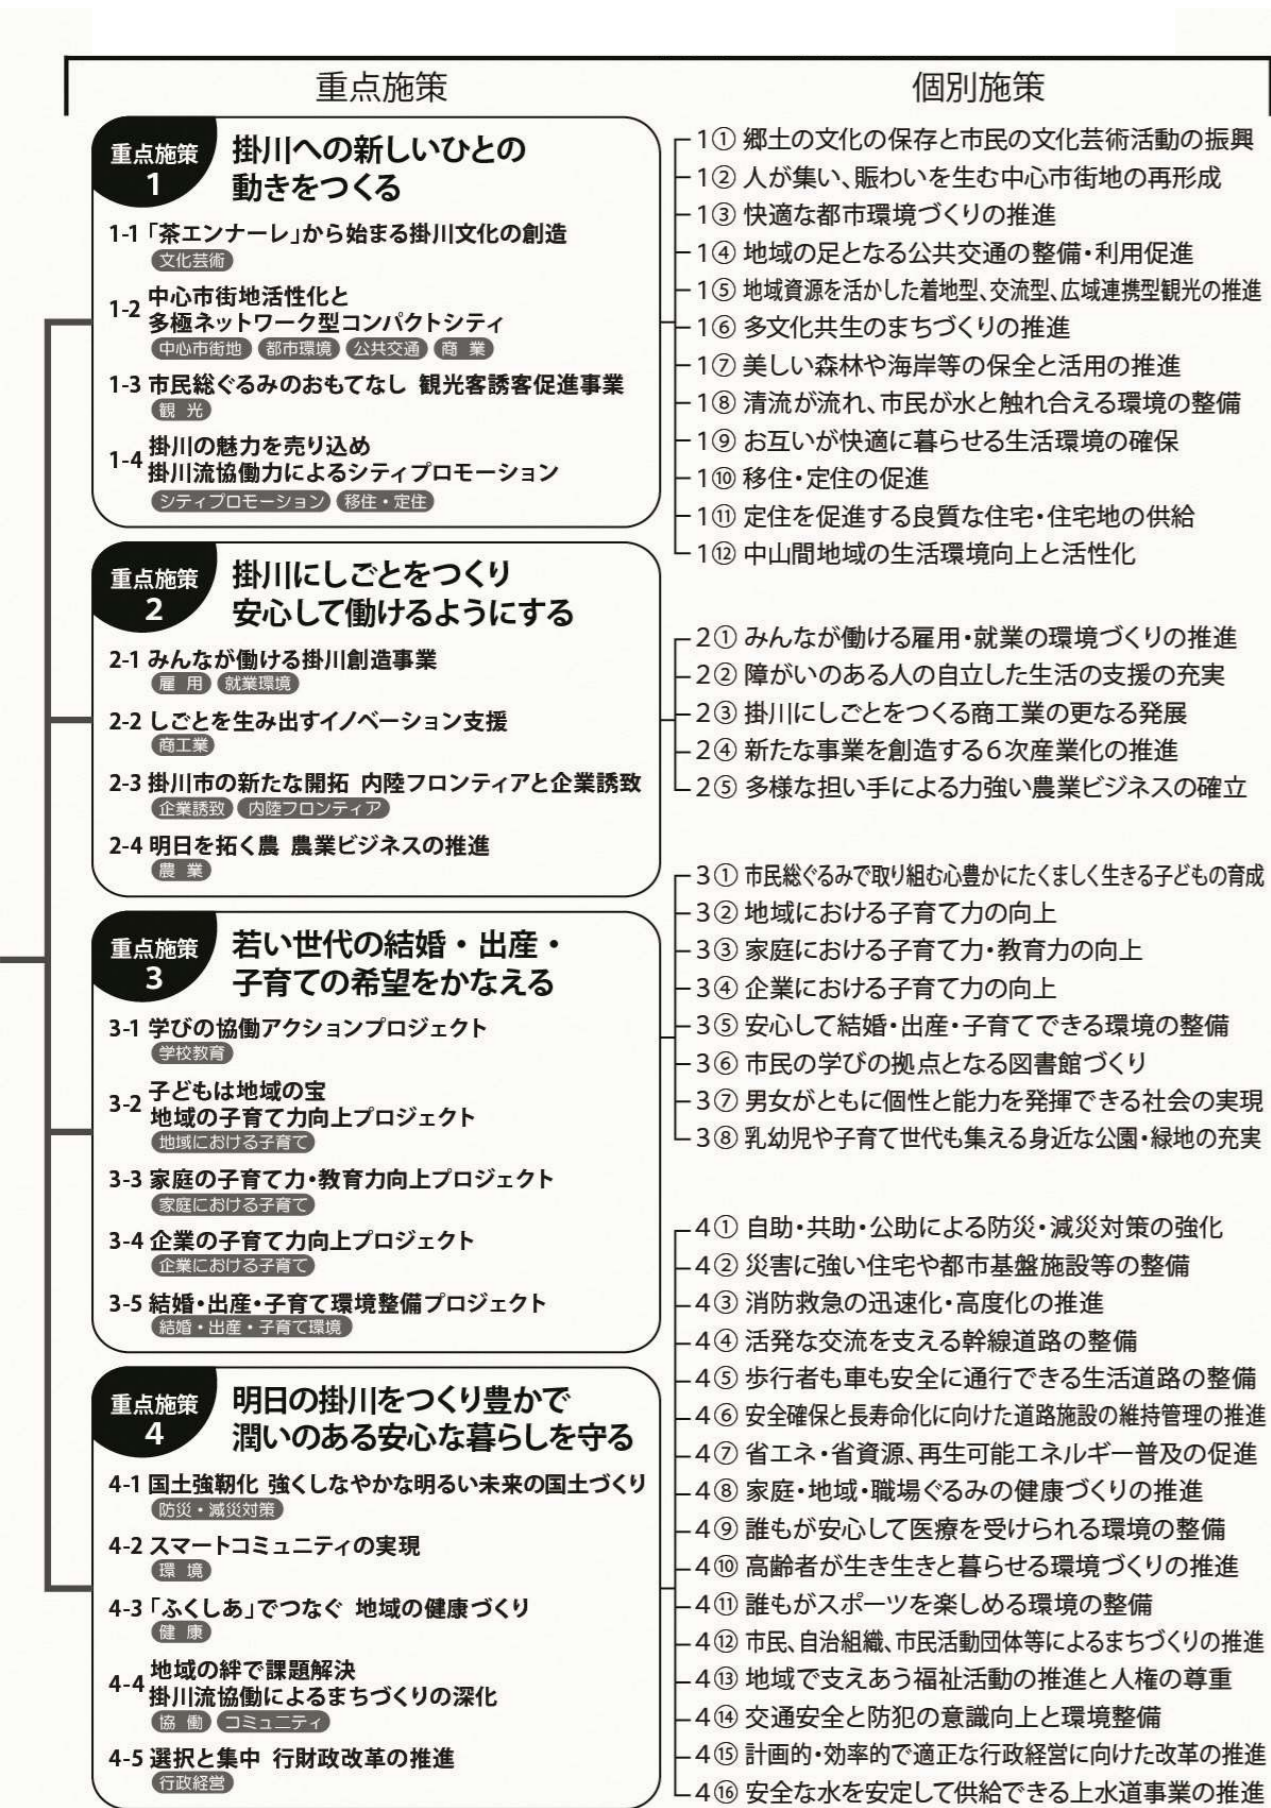 重点施策
個別施策
重点施策
1
掛川への新しいひとの
動きをつくる
1-1「茶エンナーレ」から始まる掛川文化の創造
文化芸術
1-2 中心市街地活性化と
多極ネットワーク型コンパクトシティ
中心市街地 都市環境 公共交通 商 業
1-3 市民総ぐるみのおもてなし 観光客誘客促進事業
観 光
1-4 掛川の魅力を売り込め
掛川流協働力によるシティプロモーション
シティプロモーション 移住・定住
1① 郷土の文化の保存と市民の文化芸術活動の振興
1② 人が集い、賑わいを生む中心市街地の再形成
1③ 快適な都市環境づくりの推進
1④ 地域の足となる公共交通の整備・利用促進
1⑤ 地域資源を活かした着地型、交流型、広域連携型観光の推進
1⑥ 多文化共生のまちづくりの推進
1⑦ 美しい森林や海岸等の保全と活用の推進
1⑧ 清流が流れ、市民が水と触れ合える環境の整備
1⑨ お互いが快適に暮らせる生活環境の確保
1⑩ 移住・定住の促進
1⑪ 定住を促進する良質な住宅・住宅地の供給
1⑫ 中山間地域の生活環境向上と活性化
重点施策
2
掛川にしごとをつくり
安心して働けるようにする
2-1 みんなが働ける掛川創造事業
雇 用 就業環境
2-2 しごとを生み出すイノベーション支援
商工業
2-3 掛川市の新たな開拓 内陸フロンティアと企業誘致
企業誘致 内陸フロンティア
2-4 明日を拓く農 農業ビジネスの推進
農 業
2① みんなが働ける雇用・就業の環境づくりの推進
2② 障がいのある人の自立した生活の支援の充実
2③ 掛川にしごとをつくる商工業の更なる発展
2④ 新たな事業を創造する6次産業化の推進
2⑤ 多様な担い手による力強い農業ビジネスの確立
重点施策
3
若い世代の結婚・出産・
子育ての希望をかなえる
3-1 学びの協働アクションプロジェクト
学校教育
3-2 子どもは地域の宝
地域の子育て力向上プロジェクト
地域における子育て
3-3 家庭の子育て力・教育力向上プロジェクト
家庭における子育て
3-4 企業の子育て力向上プロジェクト
企業における子育て
3-5 結婚・出産・子育て環境整備プロジェクト
結婚・出産・子育て環境
3① 市民総ぐるみで取り組む心豊かにたくましく生きる子どもの育成
3② 地域における子育て力の向上
3③ 家庭における子育て力・教育力の向上
3④ 企業における子育て力の向上
3⑤ 安心して結婚・出産・子育てできる環境の整備
3⑥ 市民の学びの拠点となる図書館づくり
3⑦ 男女がともに個性と能力を発揮できる社会の実現
3⑧ 乳幼児や子育て世代も集える身近な公園・緑地の充実
重点施策
4
明日の掛川をつくり豊かで
潤いのある安心な暮らしを守る
4-1 国土強靭化 強くしなやかな明るい未来の国土づくり
防災・減災対策
4-2 スマートコミュニティの実現
環 境
4-3「ふくしあ」でつなぐ 地域の健康づくり
健 康
4-4 地域の絆で課題解決
掛川流協働によるまちづくりの深化
協 働 コミュニティ
4-5 選択と集中 行財政改革の推進
行政経営
4① 自助・共助・公助による防災・減災対策の強化
4② 災害に強い住宅や都市基盤施設等の整備
4③ 消防救急の迅速化・高度化の推進
4④ 活発な交流を支える幹線道路の整備
4⑤ 歩行者も車も安全に通行できる生活道路の整備
4⑥ 安全確保と長寿命化に向けた道路施設の維持管理の推進
4⑦ 省エネ・省資源、再生可能エネルギー普及の促進
4⑧ 家庭・地域・職場ぐるみの健康づくりの推進
4⑨ 誰もが安心して医療を受けられる環境の整備
4⑩ 高齢者が生き生きと暮らせる環境づくりの推進
4⑪ 誰もがスポーツを楽しめる環境の整備
4⑫ 市民、自治組織、市民活動団体等によるまちづくりの推進
4⑬ 地域で支えあう福祉活動の推進と人権の尊重
4⑭ 交通安全と防犯の意識向上と環境整備
4⑮ 計画的・効率的で適正な行政経営に向けた改革の推進
4⑯ 安全な水を安定して供給できる上水道事業の推進